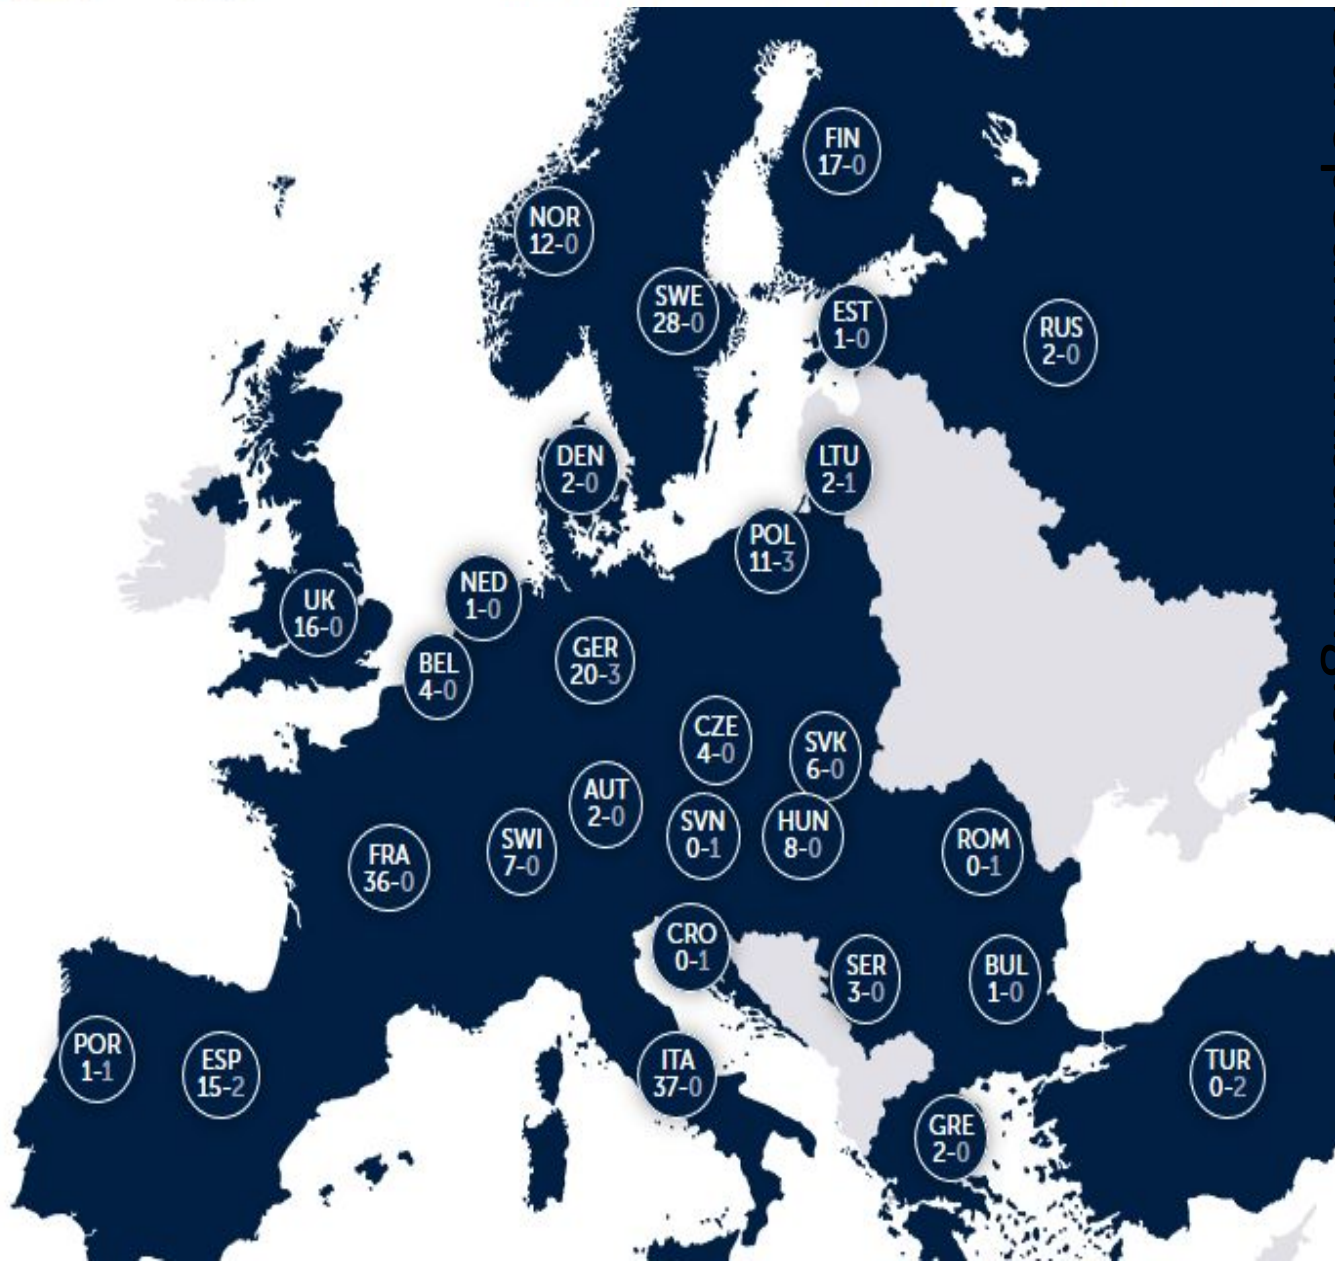 FIN
17-0
NOR
12-0
SWE
28-0
EST
1-0
RUS
2-0
DEN
2-0
LTU
2-1
POL
11-3
NED
1-0
UK
16-0
BEL
4-0
GER
20-3
CZE
4-0
SVK
6-0
AUT
2-0
SVN
0-1
HUN
8-0
SWI
7-0
ROM
0-1
FRA
36-0
CRO
0-1
SER
3-0
BUL
1-0
POR
1-1
ESP
15-2
ITA
37-0
TUR
0-2
GRE
2-0